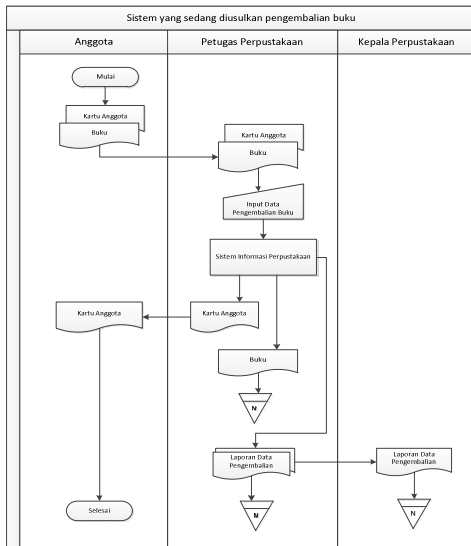 Sistem yang sedang diusulkan pengembalian buku
Anggota
Petugas Perpustakaan
Kepala Perpustakaan
Mulai
Kartu Anggota
Buku
Kartu Anggota
Buku
Input Data
Pengembalian Buku
Sistem Informasi Perpustakaan
Kartu Anggota
Kartu Anggota
Buku
N
Laporan Data
Pengembalian
Laporan Data
Pengembalian
Selesai
N